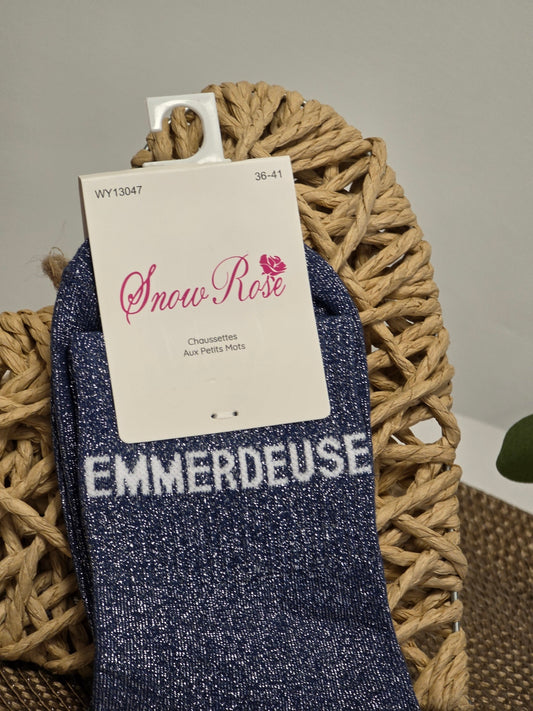 WY13047 36-41
Snow Rose
Chaussettes
Aux Petits Mots
EMMERDEUSE